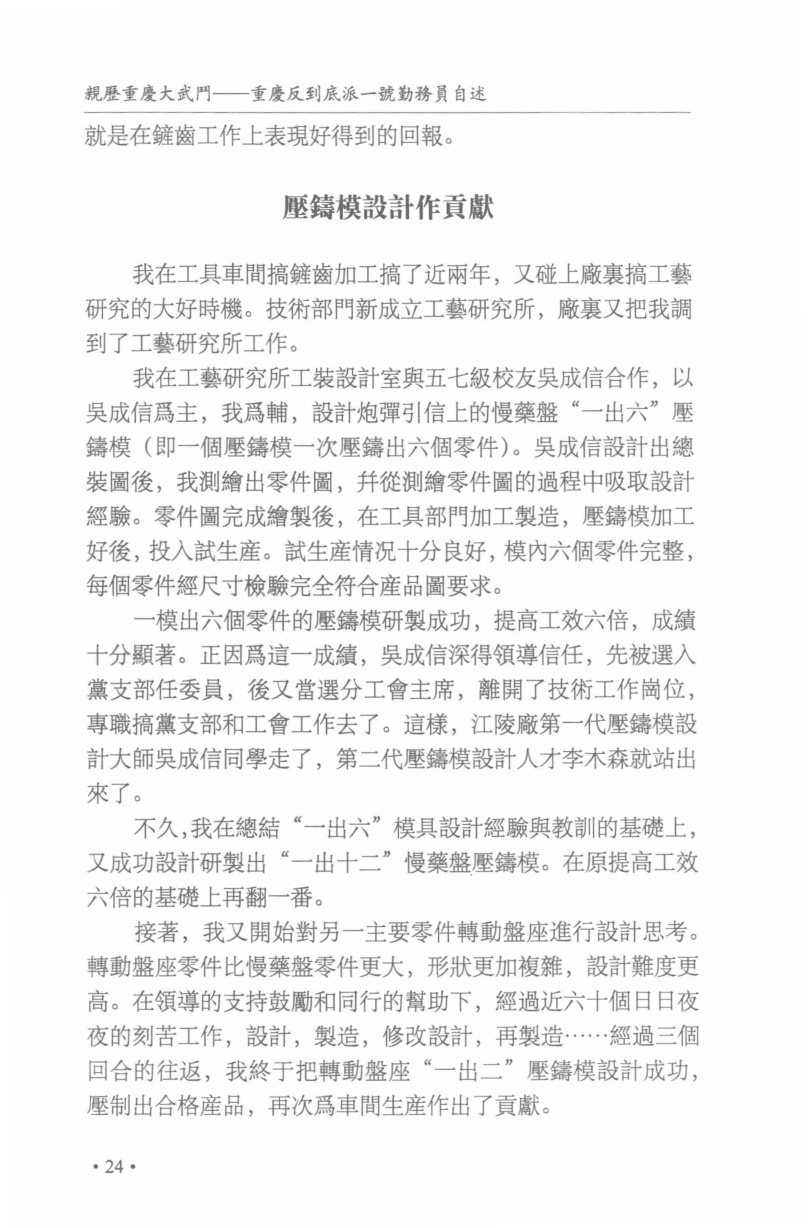 親歷重慶大武鬥——重慶反到底派一號勤務員自述
就是在鏟齒工作上表現好得到的回報。
壓鑄模設計作貢獻
我在工具車間搞鏟齒加工搞了近兩年，又碰上廠裏搞工藝
研究的大好時機。技術部門新成立工藝研究所，廠裏又把我調
到了工藝研究所工作。
我在工藝研究所工裝設計室與五七級校友吳成信合作，以
吳成信爲主，我爲輔，設計炮彈引信上的慢藥盤“一出六”壓
鑄模（即一個壓鑄模一次壓鑄出六個零件）。吳成信設計出總
裝圖後，我測繪出零件圖，幷從測繪零件圖的過程中吸取設計
經驗。零件圖完成繪製後，在工具部門加工製造，壓鑄模加工
好後，投入試生産。試生産情况十分良好，模內六個零件完整，
每個零件經尺寸檢驗完全符合産品圖要求。
一模出六個零件的壓鑄模研製成功，提高工效六倍，成績
十分顯著。正因爲這一成績，吳成信深得領導信任，先被選入
黨支部任委員，後又當選分工會主席，離開了技術工作崗位，
專職搞黨支部和工會工作去了。這樣，江陵廠第一代壓鑄模設
計大師吳成信同學走了，第二代壓鑄模設計人才李木森就站出
來了。
不久,我在總結“一出六”模具設計經驗與教訓的基礎上，
又成功設計研製出“一出十二”慢藥盤壓鑄模。在原提高工效
六倍的基礎上再翻一番。
接著，我又開始對另一主要零件轉動盤座進行設計思考。
轉動盤座零件比慢藥盤零件更大，形狀更加複雜，設計難度更
高。在領導的支持鼓勵和同行的幫助下，經過近六十個日日夜
夜的刻苦工作，設計，製造，修改設計，再製造……經過三個
回合的往返，我終于把轉動盤座“一出二”壓鑄模設計成功，
壓制出合格産品，再次爲車間生産作出了貢獻。
• 24 •